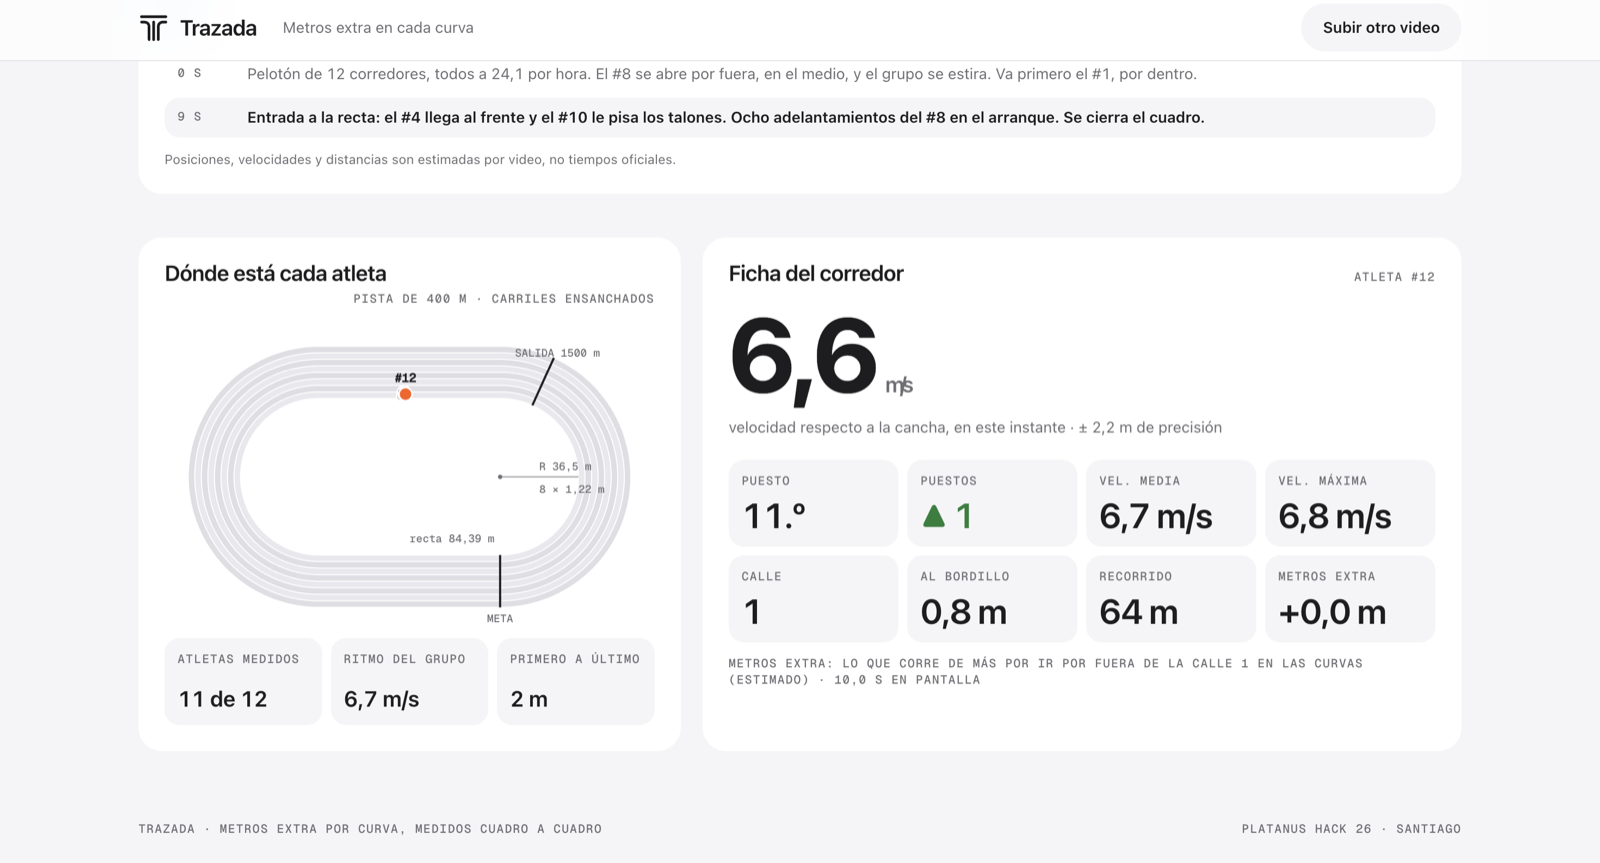 Trazada
Metros extra en cada curva
Subir otro video
0 S
Pelotón de 12 corredores, todos a 24,1 por hora. El #8 se abre por fuera, en el medio, y el grupo se estira. Va primero el #1, por dentro.
9 S
Entrada a la recta: el #4 llega al frente y el #10 le pisa los talones. Ocho adelantamientos del #8 en el arranque. Se cierra el cuadro.
Posiciones, velocidades y distancias son estimadas por video, no tiempos oficiales.
Dónde está cada atleta
PISTA DE 400 M · CARRILES ENSANCHADOS
SALIDA 1500 m
#12
R 36,5 m
8 × 1,22 m
recta 84,39 m
META
ATLETAS MEDIDOS
11 de 12
RITMO DEL GRUPO
6,7 m/s
PRIMERO A ÚLTIMO
2 m
Ficha del corredor
ATLETA #12
6,6 m/s
velocidad respecto a la cancha, en este instante · ± 2,2 m de precisión
PUESTO
11.º
PUESTOS
▲ 1
VEL. MEDIA
6,7 m/s
VEL. MÁXIMA
6,8 m/s
CALLE
1
AL BORDILLO
0,8 m
RECORRIDO
64 m
METROS EXTRA
+0,0 m
METROS EXTRA: LO QUE CORRE DE MÁS POR IR POR FUERA DE LA CALLE 1 EN LAS CURVAS
(ESTIMADO) · 10,0 S EN PANTALLA
TRAZADA · METROS EXTRA POR CURVA, MEDIDOS CUADRO A CUADRO
PLATANUS HACK 26 · SANTIAGO